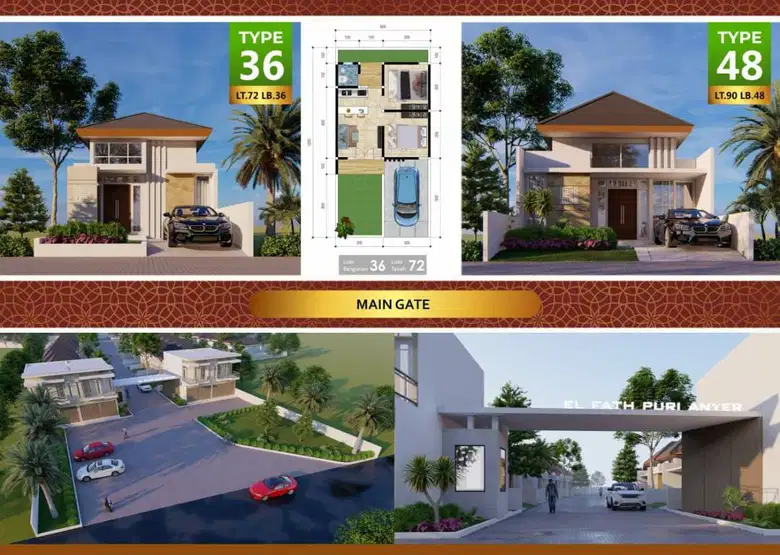 TYPE
36
LT.72 LB.36
Luas
Bangunan 36 Luas
Tanah 72
TYPE
48
LT.90 LB.48
MAIN GATE
EL FATH PURI ANYER